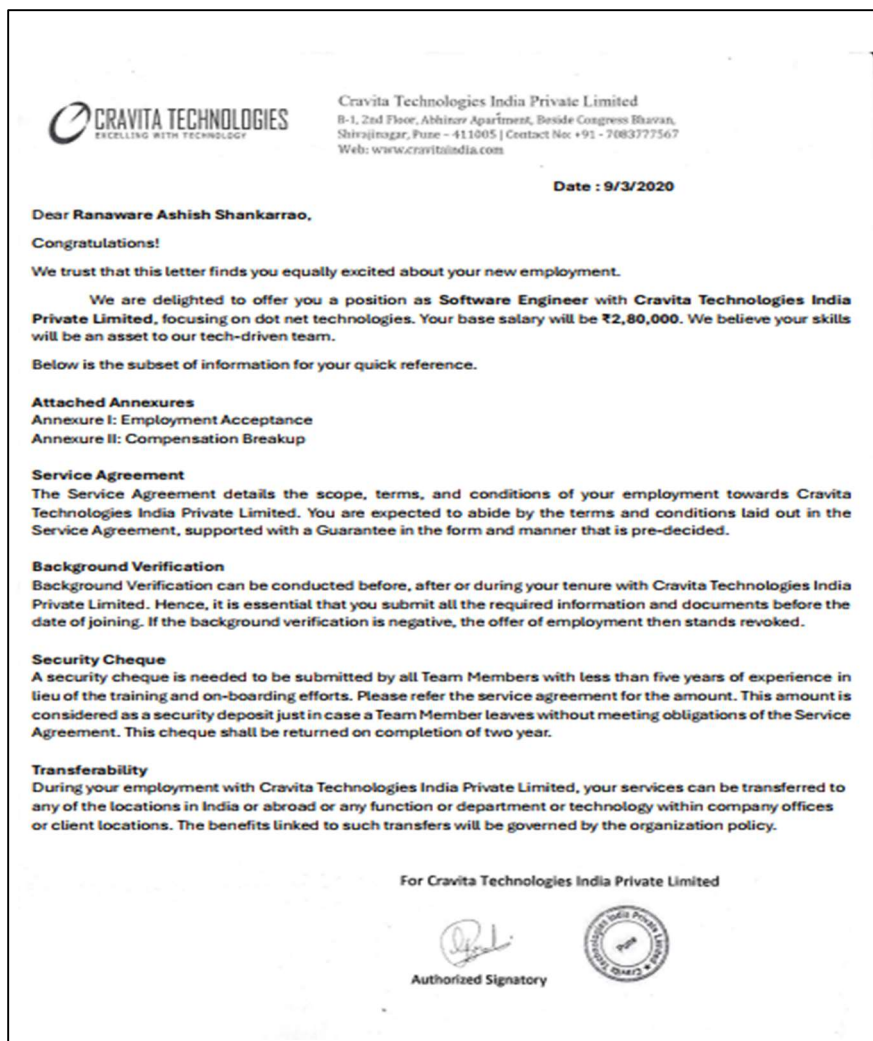 CRAVITA TECHNOLOGIES
EXCELLING WITH TECHNOLOGY
Cravita Technologies India Private Limited
B-1, 2nd Floor, Abhinav Apartment, Beside Congress Bhavan,
Shivajinagar, Pune – 411005 | Contact No: +91 - 7083777567
Web: www.cravitaindia.com
Date : 9/3/2020
Dear Ranaware Ashish Shankarrao,
Congratulations!
We trust that this letter finds you equally excited about your new employment.
We are delighted to offer you a position as Software Engineer with Cravita Technologies India
Private Limited, focusing on dot net technologies. Your base salary will be ₹2,80,000. We believe your skills
will be an asset to our tech-driven team.
Below is the subset of information for your quick reference.
Attached Annexures
Annexure I: Employment Acceptance
Annexure II: Compensation Breakup
Service Agreement
The Service Agreement details the scope, terms, and conditions of your employment towards Cravita
Technologies India Private Limited. You are expected to abide by the terms and conditions laid out in the
Service Agreement, supported with a Guarantee in the form and manner that is pre-decided.
Background Verification
Background Verification can be conducted before, after or during your tenure with Cravita Technologies India
Private Limited. Hence, it is essential that you submit all the required information and documents before the
date of joining. If the background verification is negative, the offer of employment then stands revoked.
Security Cheque
A security cheque is needed to be submitted by all Team Members with less than five years of experience in
lieu of the training and on-boarding efforts. Please refer the service agreement for the amount. This amount is
considered as a security deposit just in case a Team Member leaves without meeting obligations of the Service
Agreement. This cheque shall be returned on completion of two year.
Transferability
During your employment with Cravita Technologies India Private Limited, your services can be transferred to
any of the locations in India or abroad or any function or department or technology within company offices
or client locations. The benefits linked to such transfers will be governed by the organization policy.
For Cravita Technologies India Private Limited
Cravita Technologies India Private Limited
Pune
Authorized Signatory